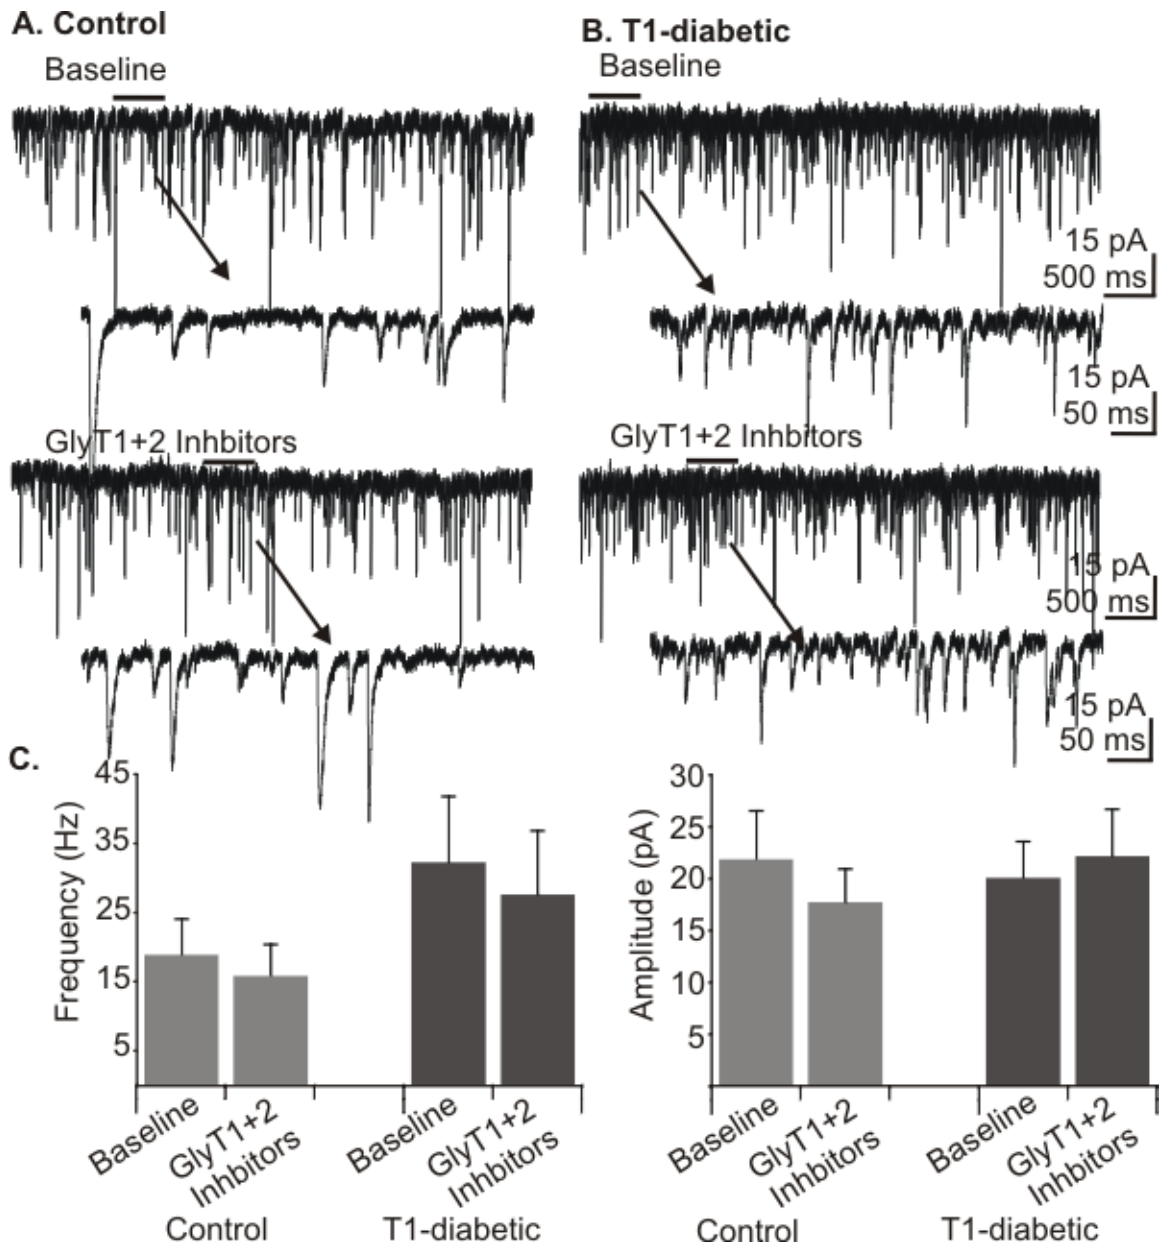 A. Control
Baseline
B. T1-diabetic
Baseline
15 pA
500 ms
15 pA
50 ms
GlyT1+2 Inhbitors
GlyT1+2 Inhbitors
15 pA
500 ms
15 pA
50 ms
C.
Frequency (Hz)
45
35
25
15
5
Baseline
GlyT1+2
Inhbitors
Baseline
GlyT1+2
Inhbitors
Control
T1-diabetic
Amplitude (pA)
30
25
20
15
10
5
Baseline
GlyT1+2
Inhbitors
Baseline
GlyT1+2
Inhbitors
Control
T1-diabetic